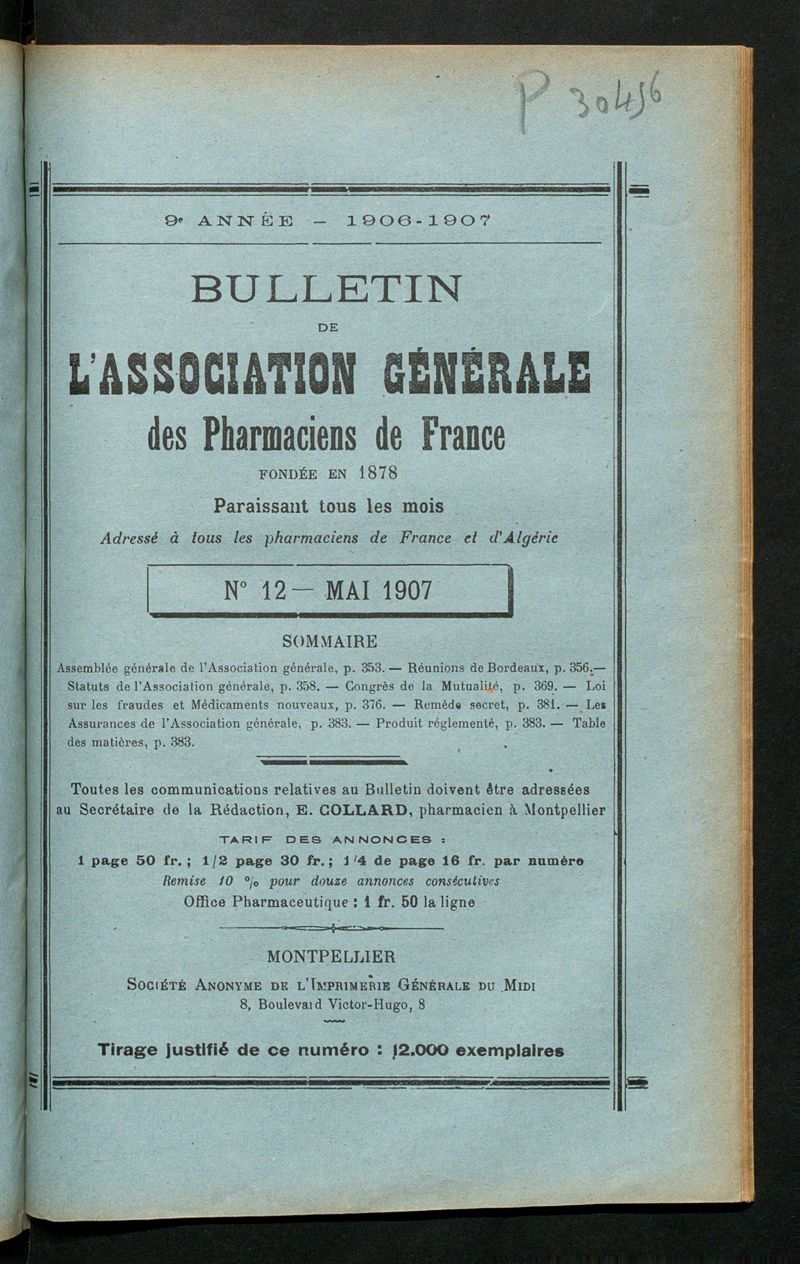 P 30456
9e ANNÉE — 1906-1907
BULLETIN
DE
L'ASSOCIATION GÉNÉRALE
des Pharmaciens de France
FONDÉE EN 1878
Paraissant tous les mois
Adressé à tous les pharmaciens de France et d'Algérie
N° 12 — MAI 1907
SOMMAIRE
Assemblée générale de l'Association générale, p. 353. — Réunions de Bordeaux, p. 356. —
Statuts de l'Association générale, p. 358. — Congrès de la Mutualité, p. 369. — Loi
sur les fraudes et Médicaments nouveaux, p. 376. — Remède secret, p. 381. — Les
Assurances de l'Association générale, p. 383. — Produit réglementé, p. 383. — Table
des matières, p. 383.
Toutes les communications relatives au Bulletin doivent être adressées
au Secrétaire de la Rédaction, E. COLLARD, pharmacien à Montpellier
TARIF DES ANNONCES :
1 page 50 fr. ; 1/2 page 30 fr. ; 1/4 de page 16 fr. par numéro
Remise 10 % pour douze annonces consécutives
Office Pharmaceutique : 1 fr. 50 la ligne
MONTPELLIER
SOCIÉTÉ ANONYME DE L'IMPRIMERIE GÉNÉRALE DU MIDI
8, Boulevard Victor-Hugo, 8
Tirage justifié de ce numéro : 12.000 exemplaires